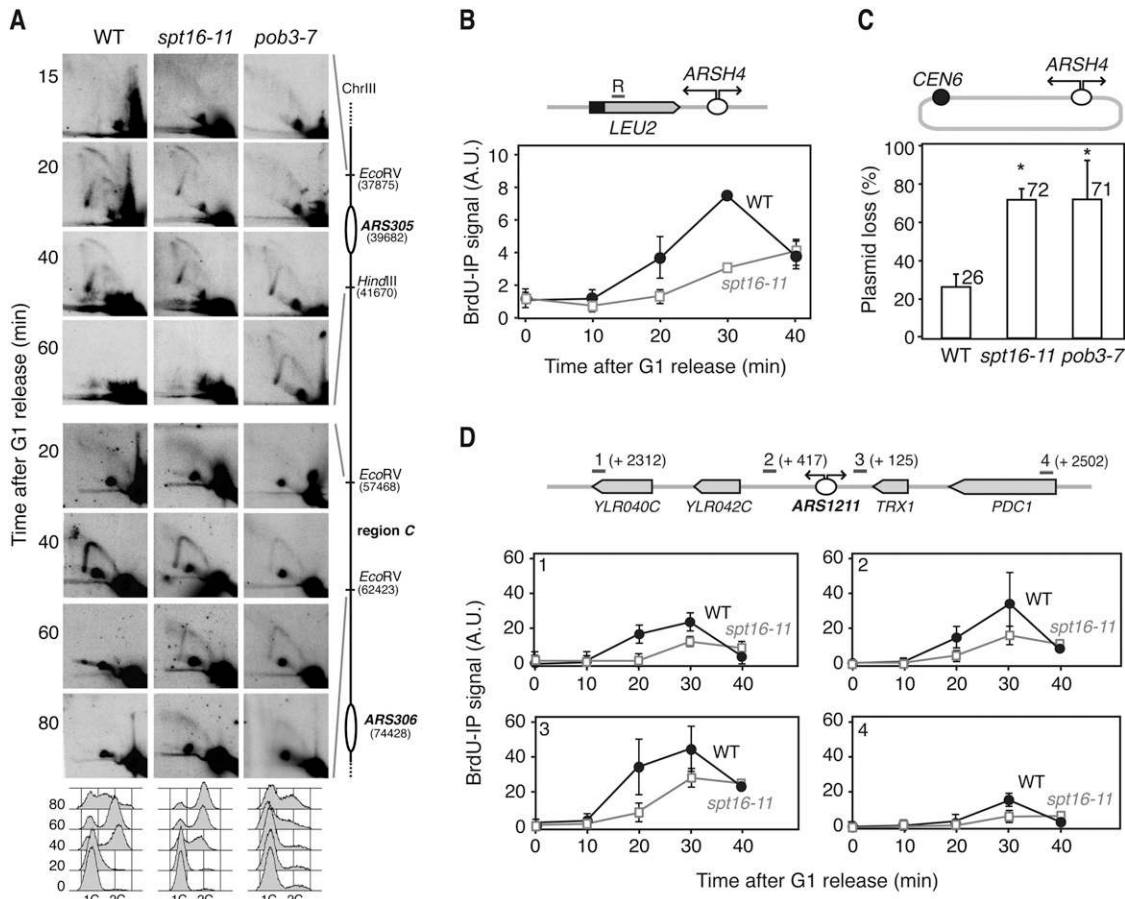 A
WT spt16-11 pob3-7
Time after G1 release (min)
15
20
40
60
20
40
60
80
ChrIII
EcoRV
(37875)
ARS305
(39682)
HindIII
(41670)
EcoRV
(57468)
region C
EcoRV
(62423)
ARS306
(74428)
80
60
40
20
0
1C 2C 1C 2C 1C 2C
B
R
ARSH4
LEU2
BrdU-IP signal (A.U.)
10
8
6
4
2
0
WT
spt16-11
0 10 20 30 40
Time after G1 release (min)
C
CEN6
ARSH4
Plasmid loss (%)
100
80
60
40
20
0
26
* 72
* 71
WT spt16-11 pob3-7
D
1 (+ 2312) 2 (+ 417) 3 (+ 125) 4 (+ 2502)
YLR040C YLR042C ARS1211 TRX1 PDC1
BrdU-IP signal (A.U.)
1
60
40
20
0
WT
spt16-11
0 10 20 30 40
2
60
40
20
0
WT
spt16-11
0 10 20 30 40
3
60
40
20
0
WT
spt16-11
0 10 20 30 40
4
60
40
20
0
WT
spt16-11
0 10 20 30 40
Time after G1 release (min)